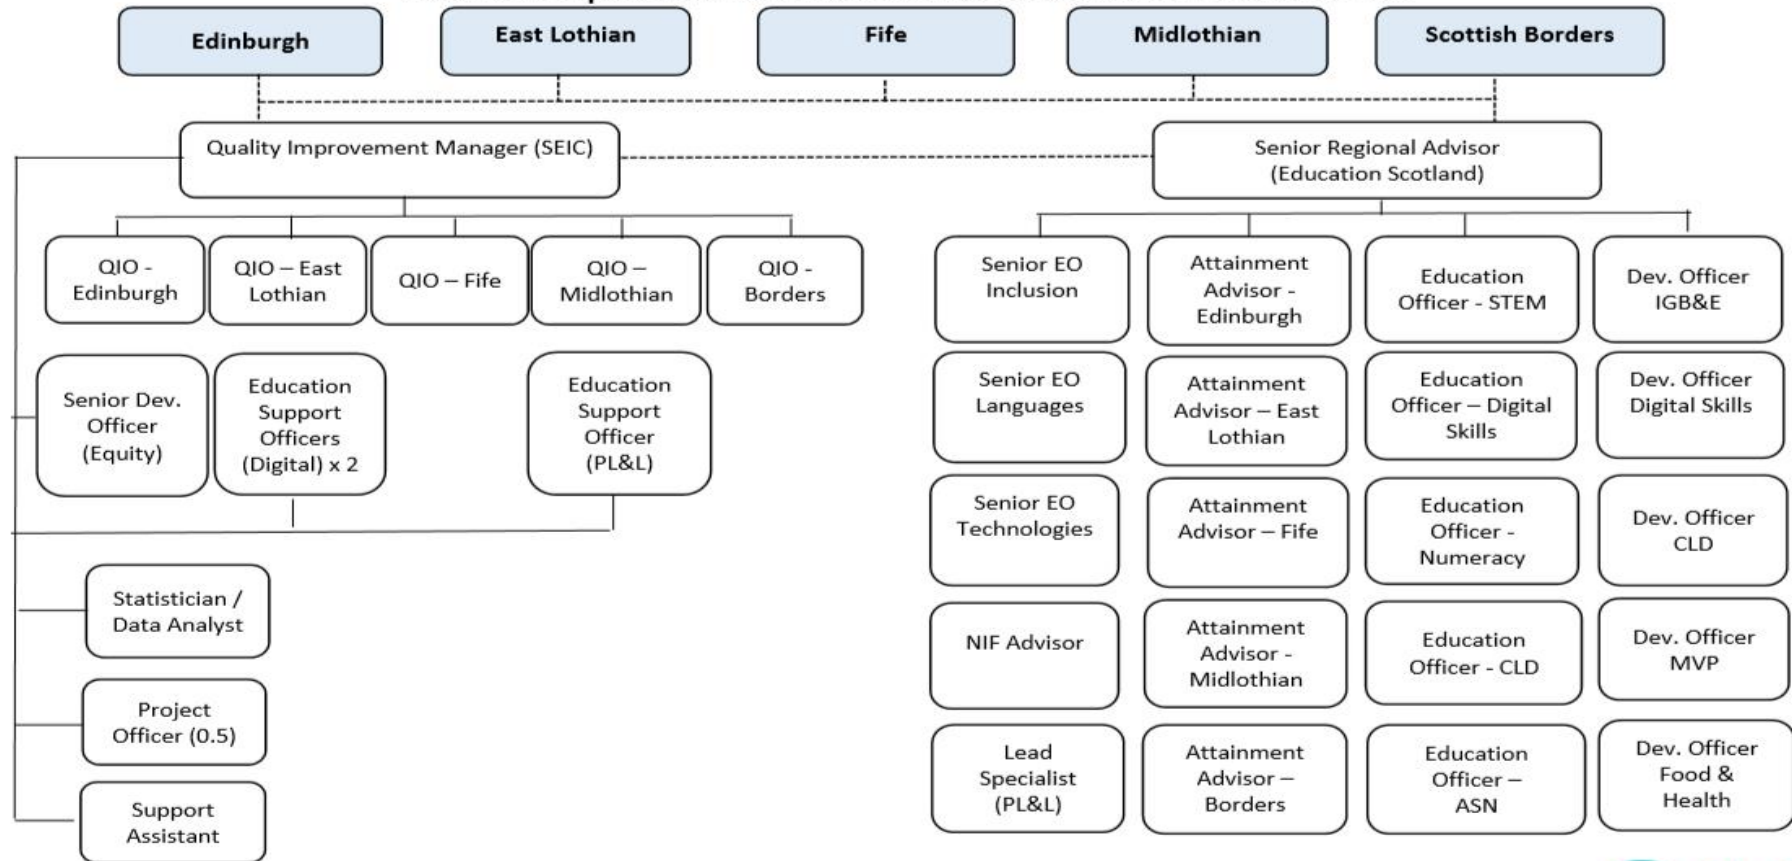 Edinburgh
East Lothian
Fife
Midlothian
Scottish Borders
Quality Improvement Manager (SEIC)
Senior Regional Advisor
(Education Scotland)
QIO -
Edinburgh
QIO – East
Lothian
QIO – Fife
QIO –
Midlothian
QIO -
Borders
Senior Dev.
Officer
(Equity)
Education
Support
Officers
(Digital) x 2
Education
Support
Officer
(PL&L)
Statistician /
Data Analyst
Project
Officer (0.5)
Support
Assistant
Senior EO
Inclusion
Attainment
Advisor -
Edinburgh
Education
Officer - STEM
Dev. Officer
IGB&E
Senior EO
Languages
Attainment
Advisor – East
Lothian
Education
Officer – Digital
Skills
Dev. Officer
Digital Skills
Senior EO
Technologies
Attainment
Advisor – Fife
Education
Officer -
Numeracy
Dev. Officer
CLD
NIF Advisor
Attainment
Advisor -
Midlothian
Education
Officer - CLD
Dev. Officer
MVP
Lead
Specialist
(PL&L)
Attainment
Advisor –
Borders
Education
Officer –
ASN
Dev. Officer
Food &
Health